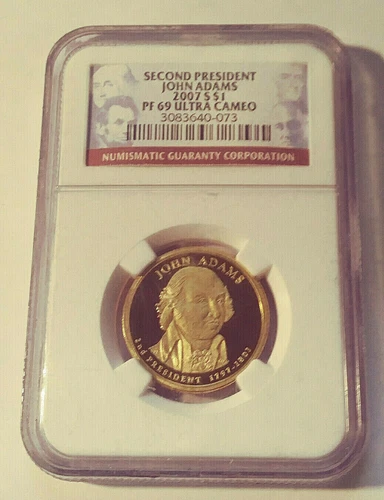 SECOND PRESIDENT
JOHN ADAMS
2007 S $1
PF 69 ULTRA CAMEO
3083640-073
NUMISMATIC GUARANTY CORPORATION
JOHN ADAMS
2nd PRESIDENT 1797-1801